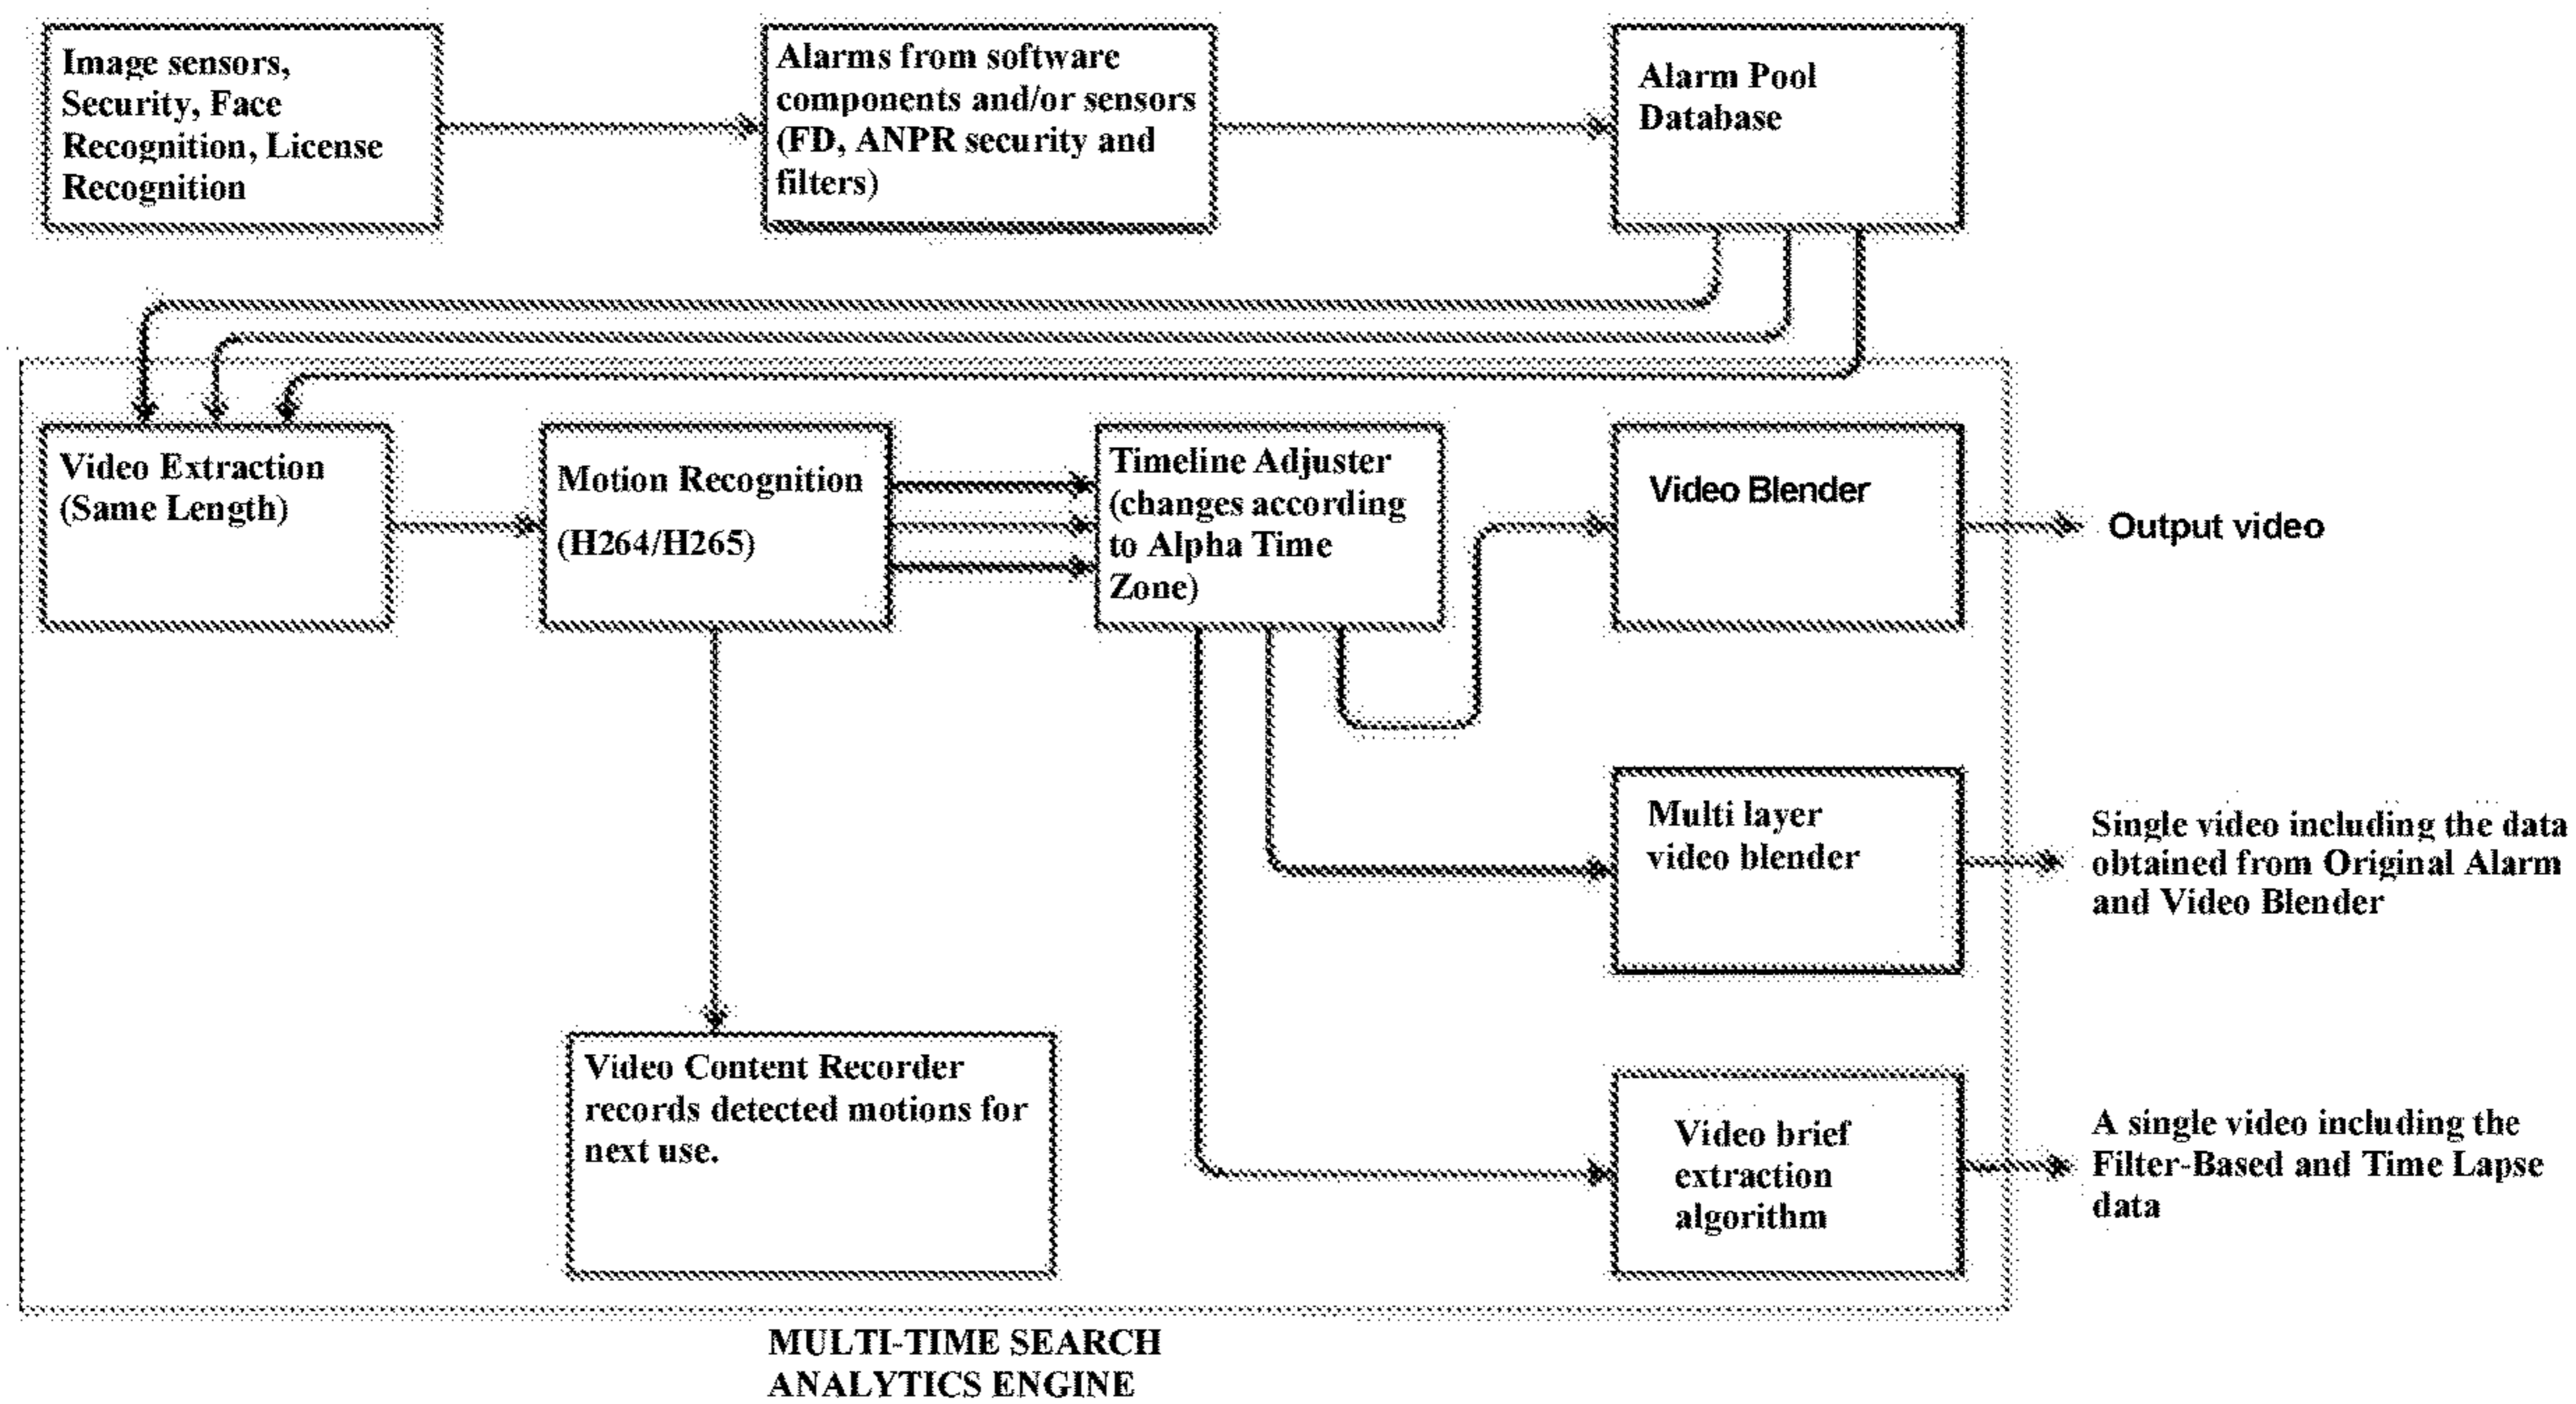 Image sensors,
Security, Face
Recognition, License
Recognition
Alarms from software
components and/or sensors
(FD, ANPR security and
filters)
Alarm Pool
Database
Video Extraction
(Same Length)
Motion Recognition
(H264/H265)
Timeline Adjuster
(changes according
to Alpha Time
Zone)
Video Blender
Output video
Multi layer
video blender
Single video including the data
obtained from Original Alarm
and Video Blender
Video Content Recorder
records detected motions for
next use.
Video brief
extraction
algorithm
A single video including the
Filter-Based and Time Lapse
data
MULTI-TIME SEARCH
ANALYTICS ENGINE